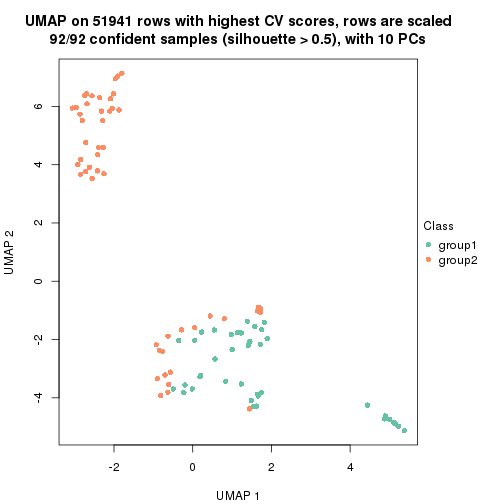 UMAP on 51941 rows with highest CV scores, rows are scaled
92/92 confident samples (silhouette > 0.5), with 10 PCs
6
4
2
0
-2
-4
UMAP 2
-2
0
2
4
UMAP 1
Class
group1
group2